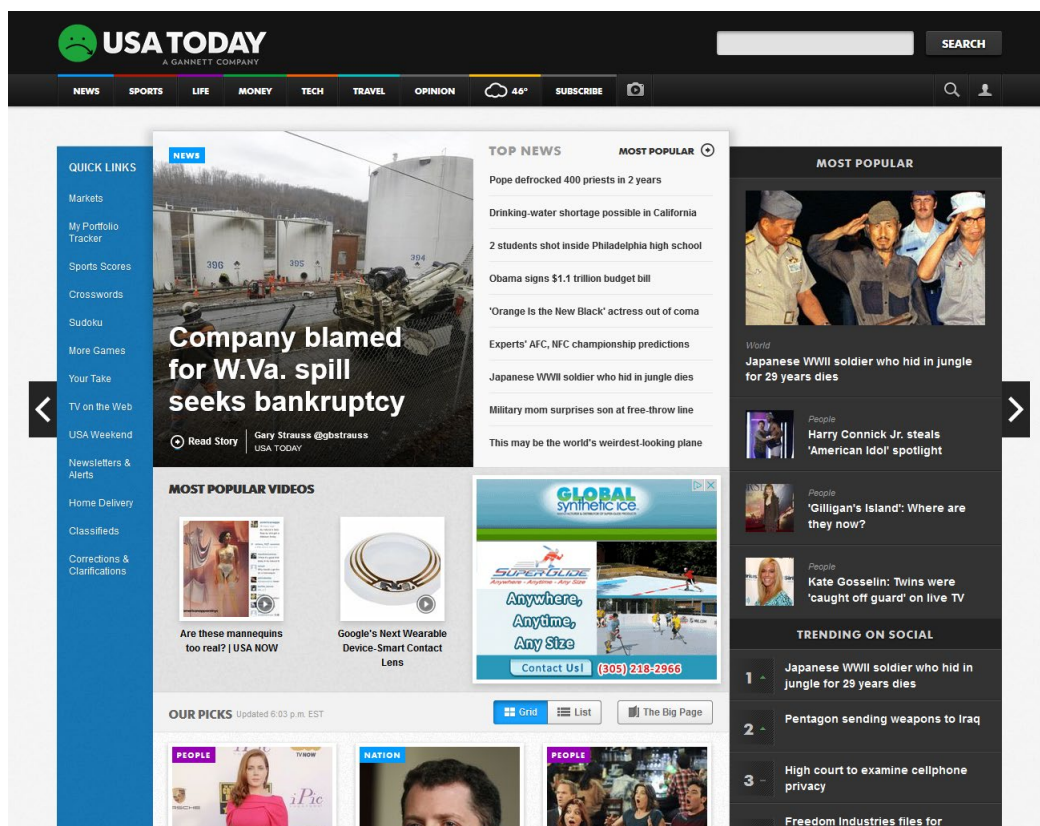 USA TODAY
A GANNETT COMPANY
SEARCH
NEWS
SPORTS
LIFE
MONEY
TECH
TRAVEL
OPINION
46°
SUBSCRIBE
QUICK LINKS
Markets
My Portfolio
Tracker
Sports Scores
Crosswords
Sudoku
More Games
Your Take
TV on the Web
USA Weekend
Newsletters &
Alerts
Home Delivery
Classifieds
Corrections &
Clarifications
NEWS
396
395
394
Company blamed
for W.Va. spill
seeks bankruptcy
Read Story
Gary Strauss @gbstrauss
USA TODAY
TOP NEWS
MOST POPULAR
Pope defrocked 400 priests in 2 years
Drinking-water shortage possible in California
2 students shot inside Philadelphia high school
Obama signs $1.1 trillion budget bill
'Orange Is the New Black' actress out of coma
Experts' AFC, NFC championship predictions
Japanese WWII soldier who hid in jungle dies
Military mom surprises son at free-throw line
This may be the world's weirdest-looking plane
MOST POPULAR VIDEOS
Are these mannequins
too real? | USA NOW
Google's Next Wearable
Device-Smart Contact
Lens
GLOBAL
synthetic ice
SUPERGLIDE
Anywhere - Anytime - Any Size
Anywhere,
Anytime,
Any Size
Contact Us!
(305) 218-2966
OUR PICKS
Updated 6:03 p.m. EST
Grid
List
The Big Page
PEOPLE
TVNOW
iPic
NATION
PEOPLE
MOST POPULAR
World
Japanese WWII soldier who hid in jungle
for 29 years dies
People
Harry Connick Jr. steals
'American Idol' spotlight
People
'Gilligan's Island': Where are
they now?
People
Kate Gosselin: Twins were
'caught off guard' on live TV
TRENDING ON SOCIAL
1
Japanese WWII soldier who hid in
jungle for 29 years dies
2
Pentagon sending weapons to Iraq
3
High court to examine cellphone
privacy
Freedom Industries files for